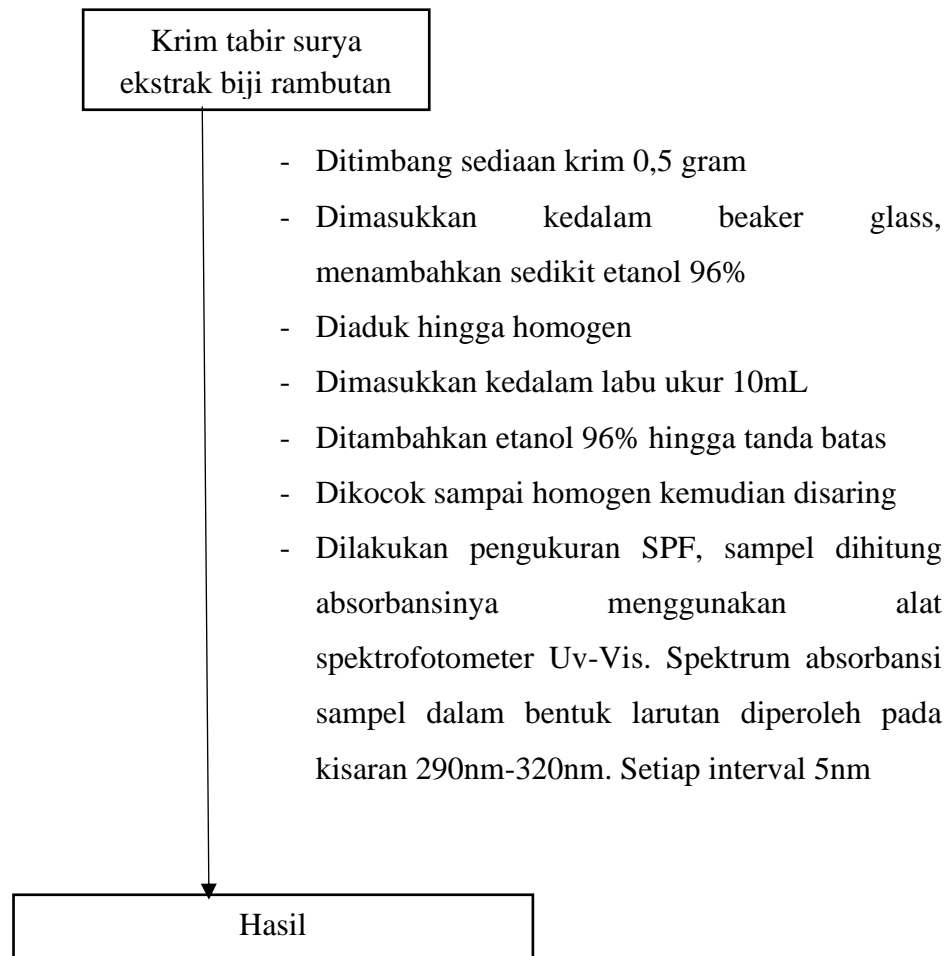 Krim tabir surya
ekstrak biji rambutan
- Ditimbang sediaan krim 0,5 gram
- Dimasukkan kedalam beaker glass,
menambahkan sedikit etanol 96%
- Diaduk hingga homogen
- Dimasukkan kedalam labu ukur 10mL
- Ditambahkan etanol 96% hingga tanda batas
- Dikocok sampai homogen kemudian disaring
- Dilakukan pengukuran SPF, sampel dihitung
absorbansinya menggunakan alat
spektrofotometer Uv-Vis. Spektrum absorbansi
sampel dalam bentuk larutan diperoleh pada
kisaran 290nm-320nm. Setiap interval 5nm
Hasil